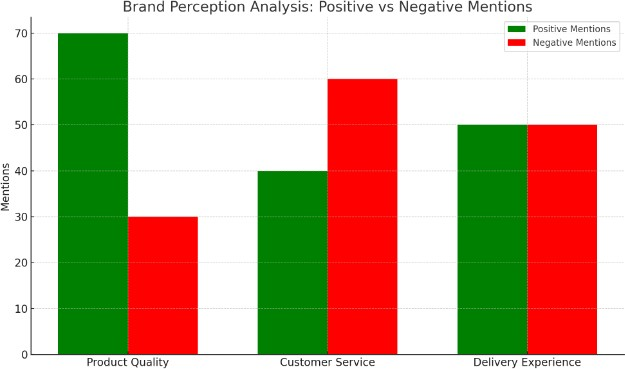 Brand Perception Analysis: Positive vs Negative Mentions
Positive Mentions
Negative Mentions
Mentions
70
60
50
40
30
20
10
0
Product Quality
Customer Service
Delivery Experience